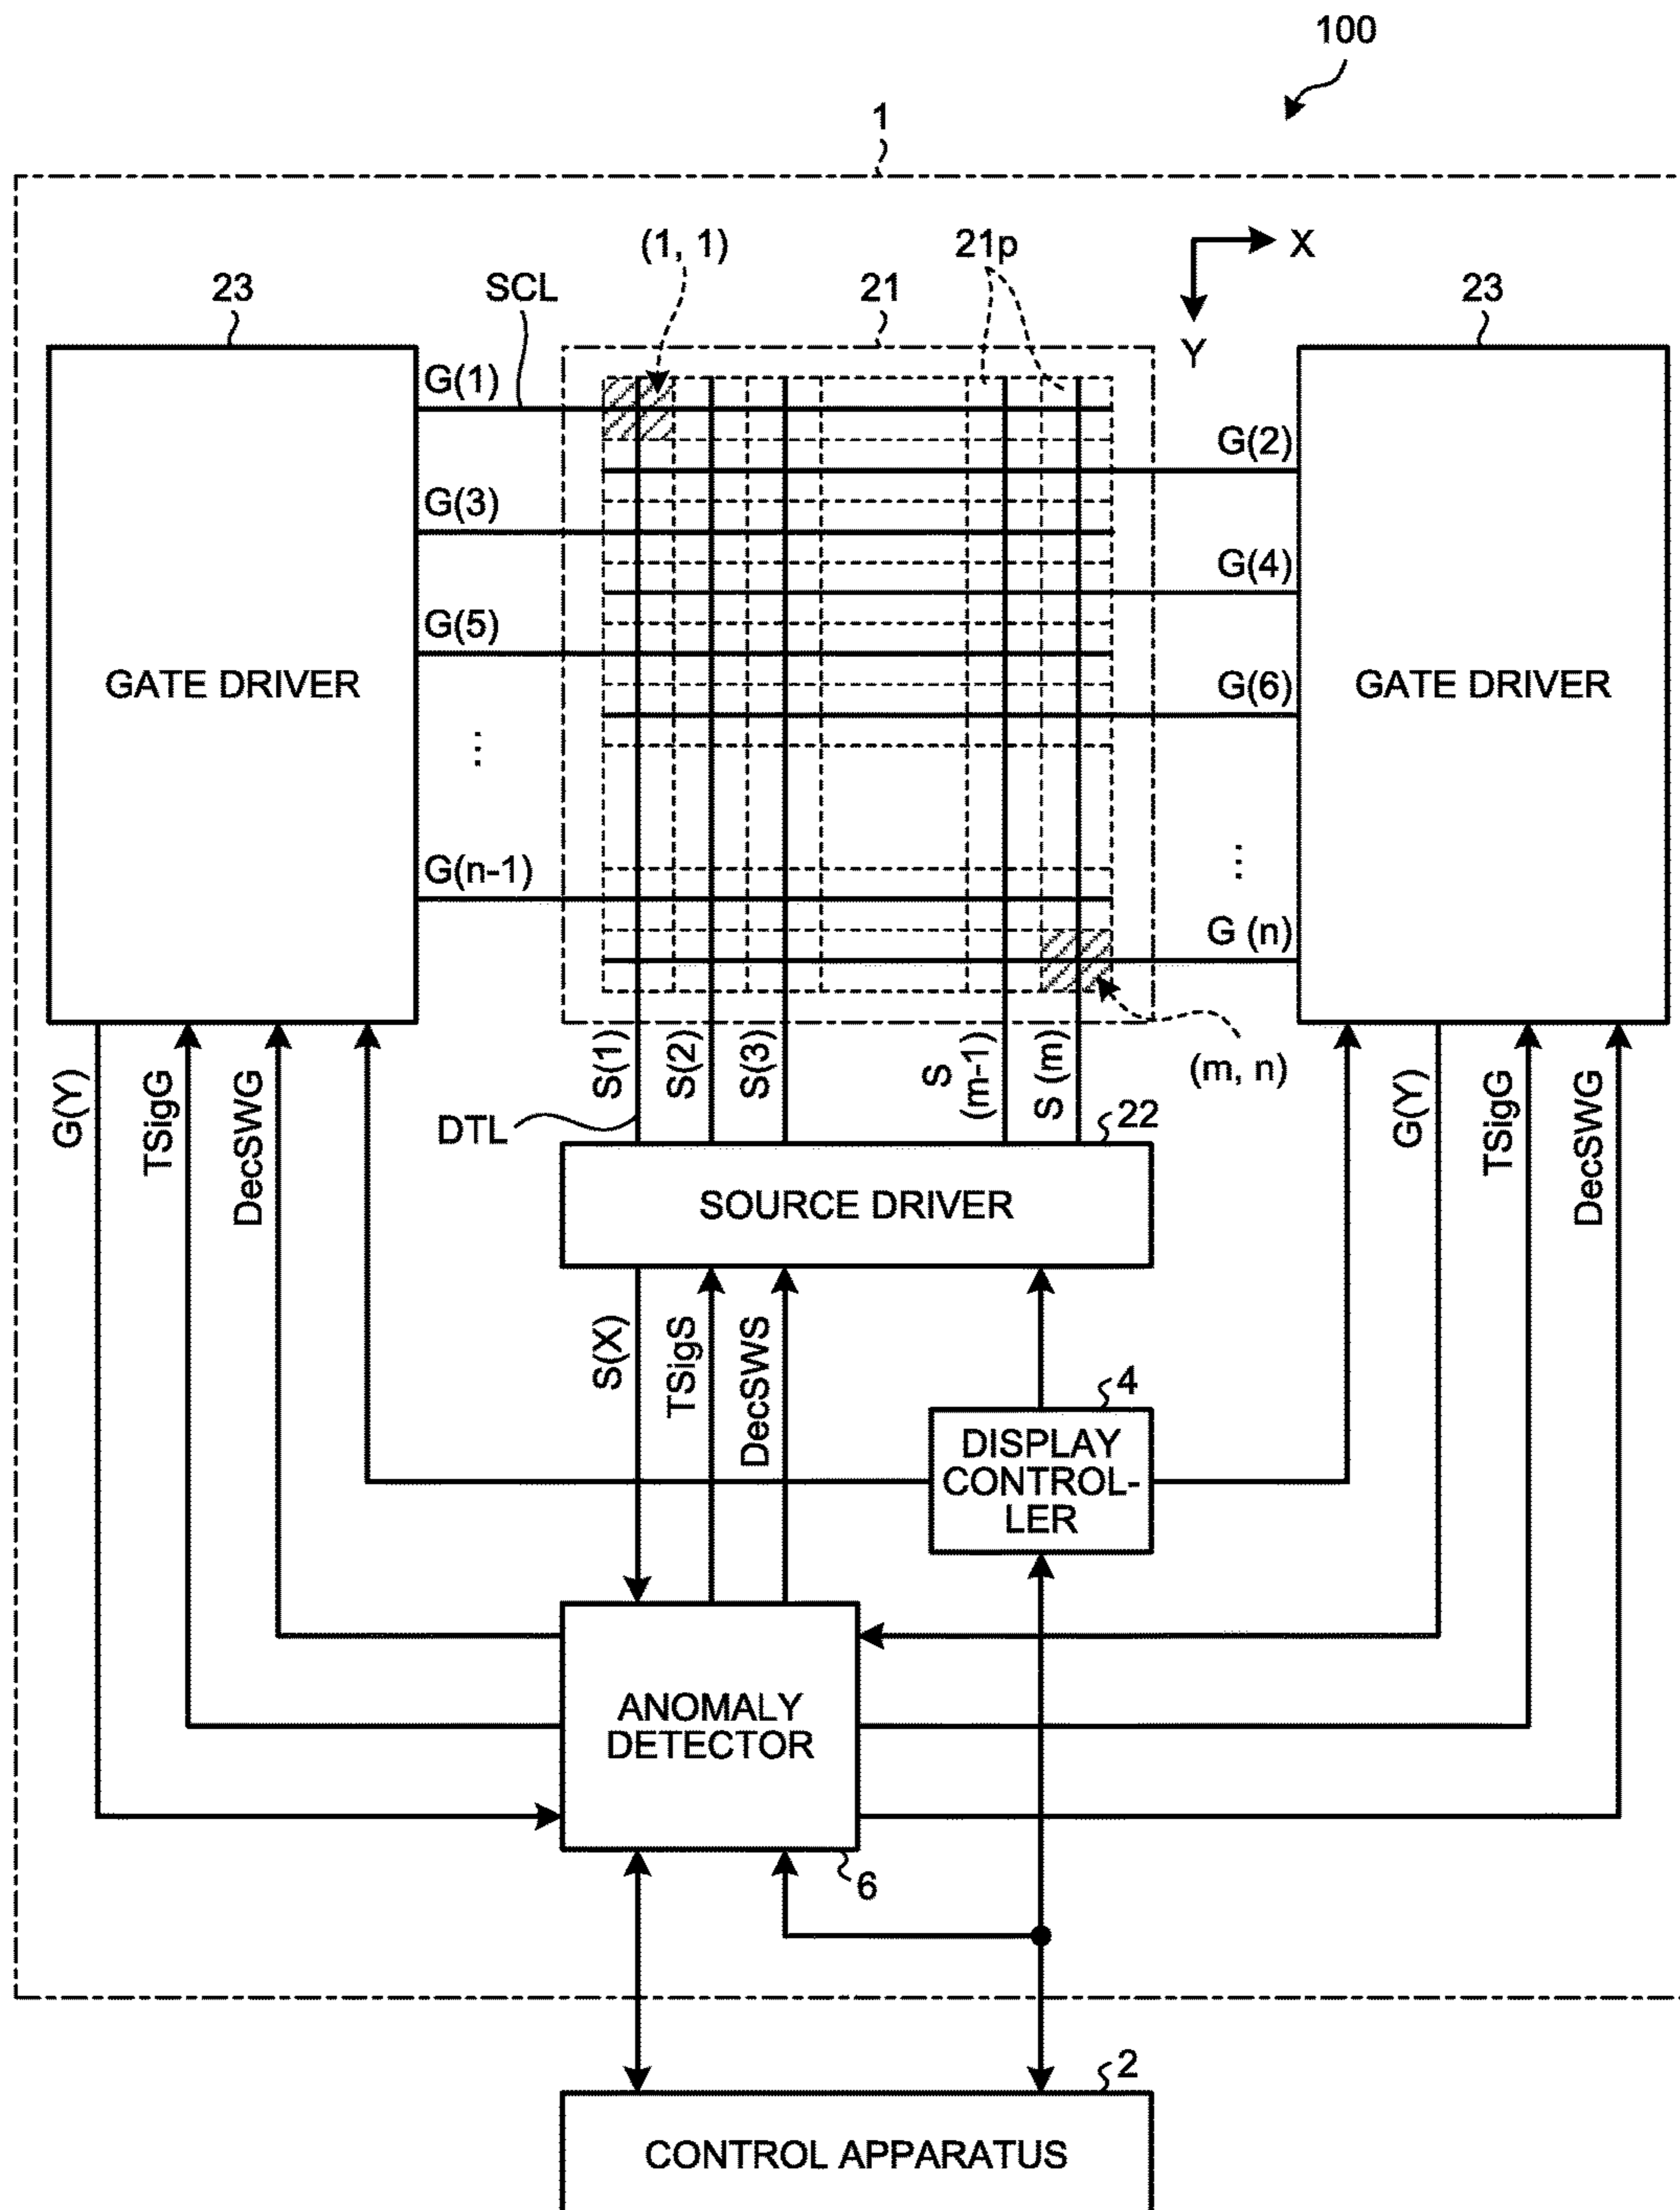 100
1
(1, 1)
21p
X
23
SCL
21
23
Y
G(1)
G(2)
G(3)
G(4)
G(5)
GATE DRIVER
G(6)
GATE DRIVER
...
...
G(n-1)
G (n)
S(1)
S(2)
S(3)
S
(m-1)
S (m)
(m, n)
G(Y)
TSigG
DecSWG
DTL
22
G(Y)
TSigG
DecSWG
SOURCE DRIVER
S(X)
TSigS
DecSWS
4
DISPLAY
CONTROL-
LER
ANOMALY
DETECTOR
6
2
CONTROL APPARATUS